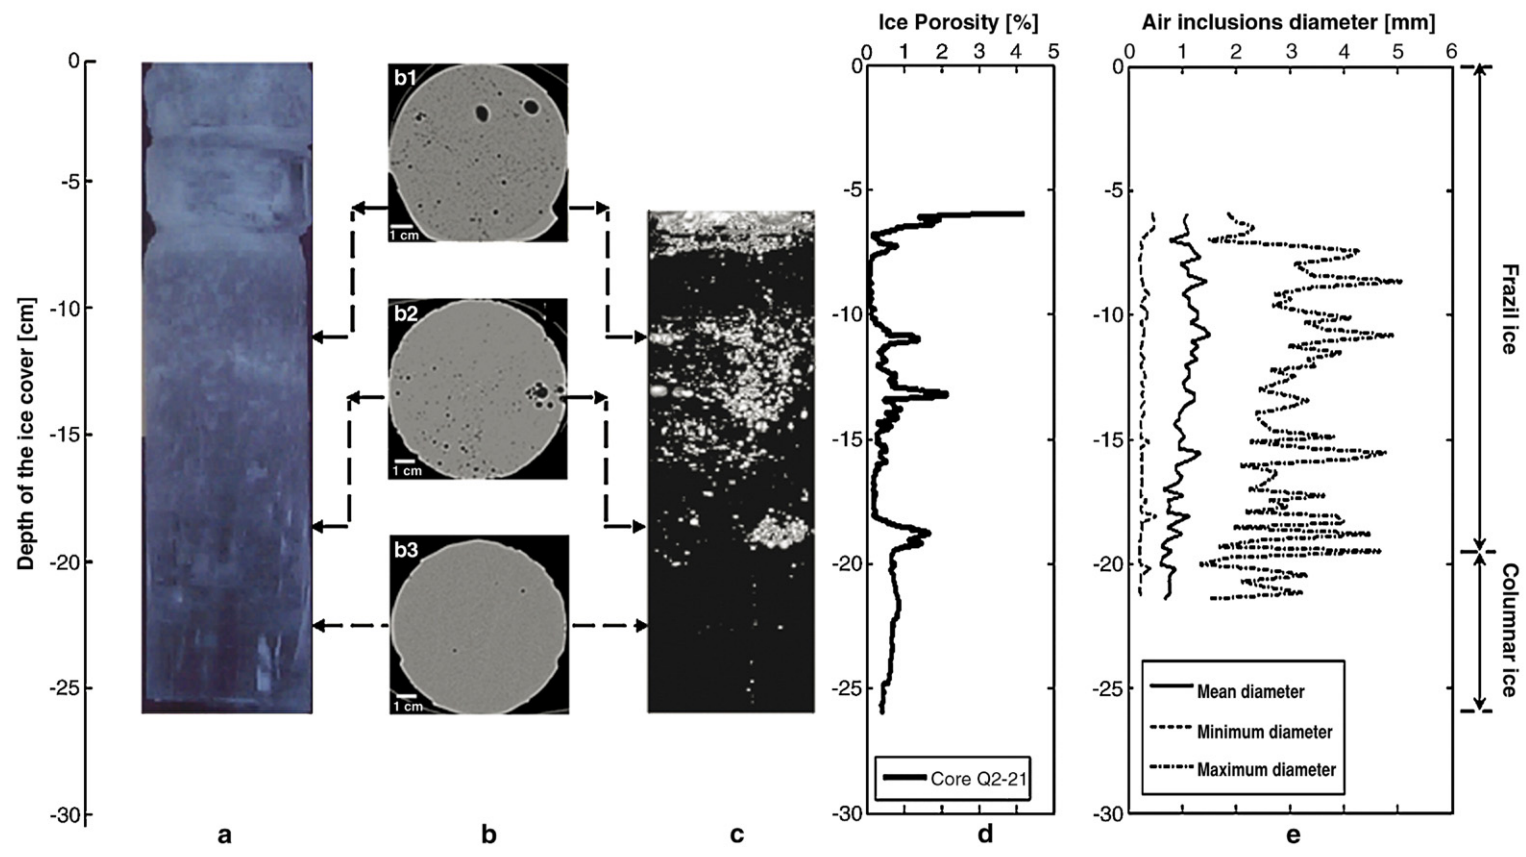 Ice Porosity [%]
0 1 2 3 4 5
Air inclusions diameter [mm]
0 1 2 3 4 5 6
Depth of the ice cover [cm]
0
-5
-10
-15
-20
-25
-30
b1
1 cm
b2
1 cm
b3
1 cm
0
-5
-10
-15
-20
-25
-30
Core Q2-21
0
-5
-10
-15
-20
-25
-30
Mean diameter
Minimum diameter
Maximum diameter
Frazil ice
Columnar ice
a b c d e